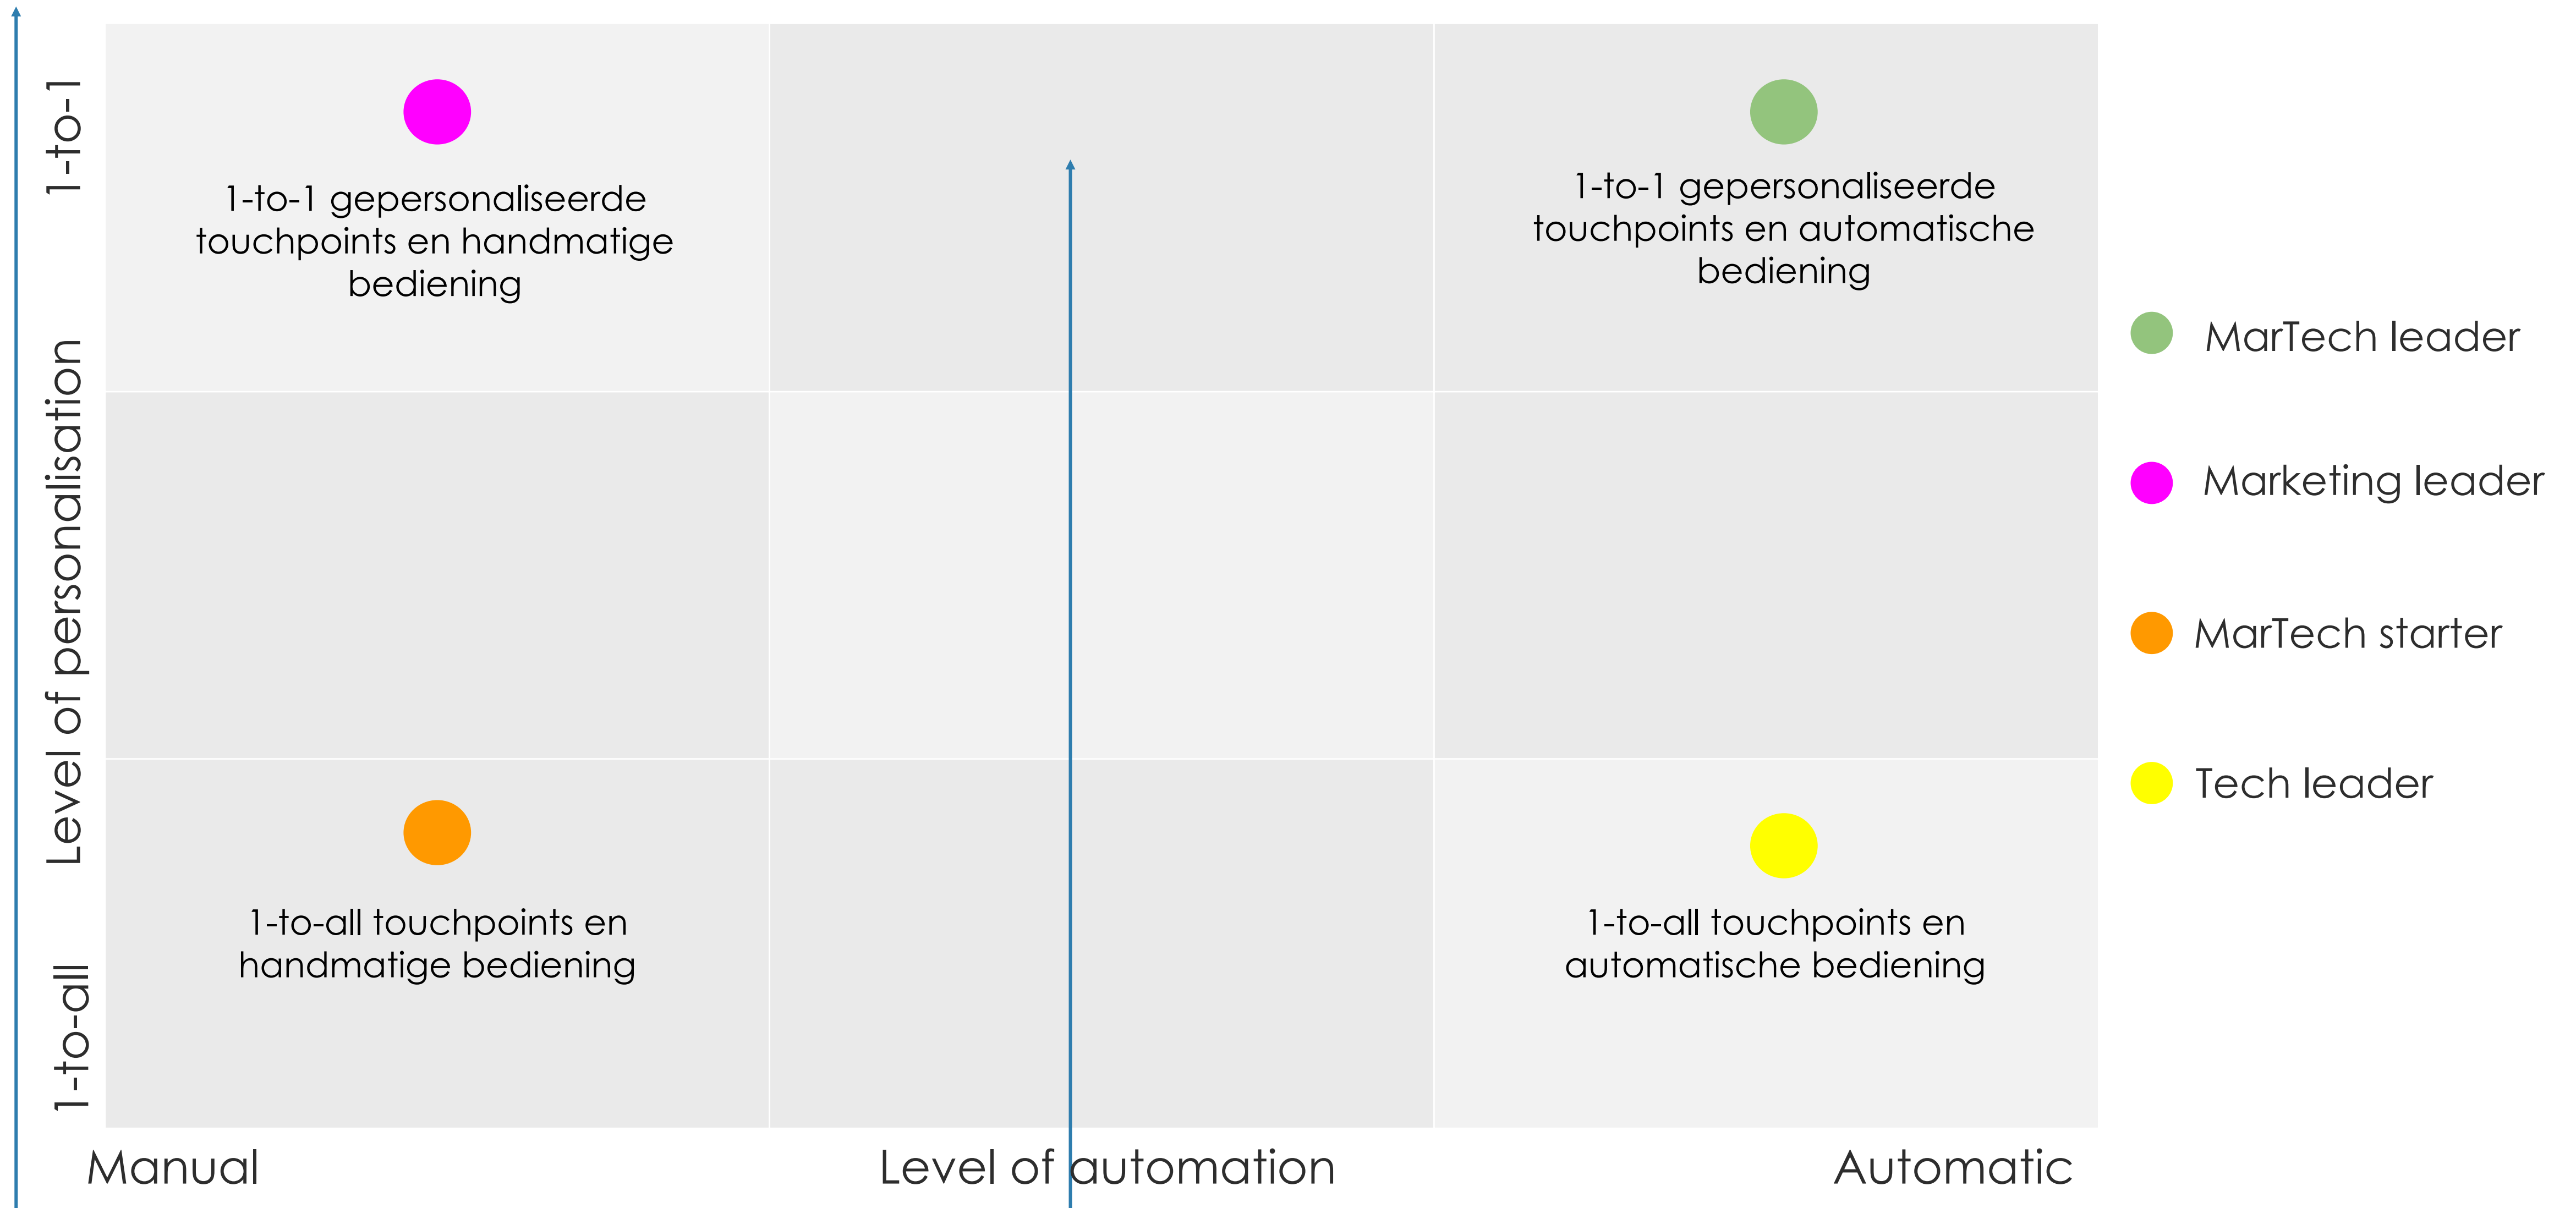 1-to-1
Level of personalisation
1-to-all
1-to-1 gepersonaliseerde
touchpoints en handmatige
bediening
1-to-1 gepersonaliseerde
touchpoints en automatische
bediening
1-to-all touchpoints en
handmatige bediening
1-to-all touchpoints en
automatische bediening
Manual
Level of automation
Automatic
MarTech leader
Marketing leader
MarTech starter
Tech leader